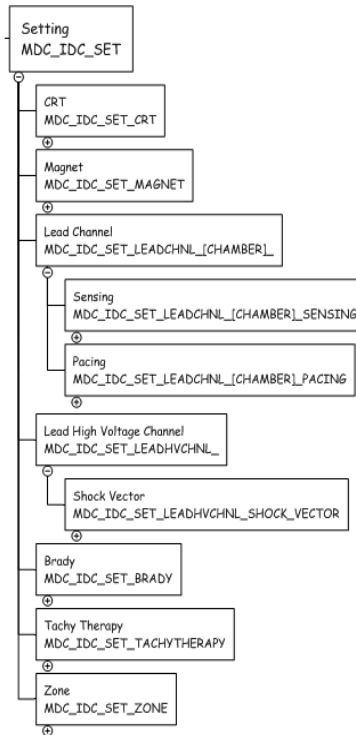 Setting
MDC_IDC_SET
CRT
MDC_IDC_SET_CRT
Magnet
MDC_IDC_SET_MAGNET
Lead Channel
MDC_IDC_SET_LEADCHNL_[CHAMBER]_
Sensing
MDC_IDC_SET_LEADCHNL_[CHAMBER]_SENSING
Pacing
MDC_IDC_SET_LEADCHNL_[CHAMBER]_PACING
Lead High Voltage Channel
MDC_IDC_SET_LEADHVCHNL_
Shock Vector
MDC_IDC_SET_LEADHVCHNL_SHOCK_VECTOR
Brady
MDC_IDC_SET_BRADY
Tachy Therapy
MDC_IDC_SET_TACHYTHERAPY
Zone
MDC_IDC_SET_ZONE